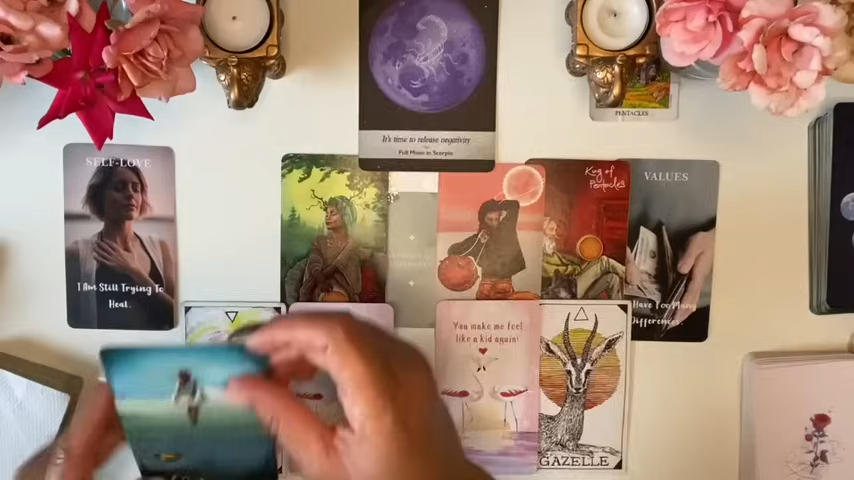 It's time to release negativity
Full Moon in Scorpio
PENTACLES
SELF-LOVE
I Am Still Trying To
Heal.
King of
Pentacles
VALUES
Have Too Many
Differences.
You make me feel
like a kid again!
GAZELLE